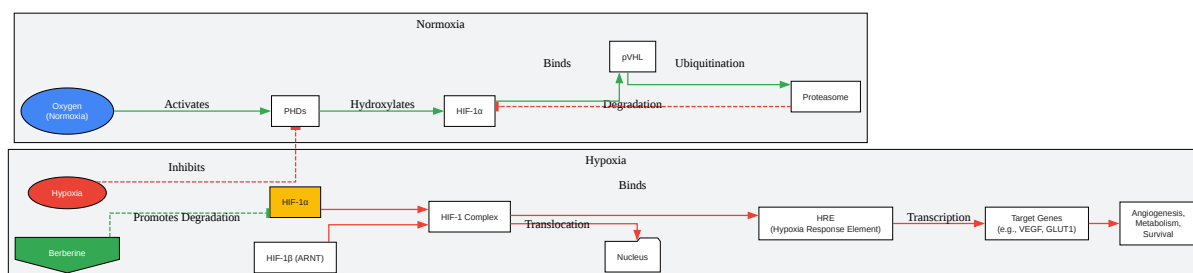 Normoxia
Oxygen
(Normoxia)
Activates
PHDs
Hydroxylates
HIF-1α
Binds
pVHL
Ubiquitination
Degradation
Proteasome
Hypoxia
Inhibits
Hypoxia
Promotes Degradation
Berberine
HIF-1α
HIF-1β (ARNT)
HIF-1 Complex
Binds
Translocation
Nucleus
HRE
(Hypoxia Response Element)
Transcription
Target Genes
(e.g., VEGF, GLUT1)
Angiogenesis,
Metabolism,
Survival